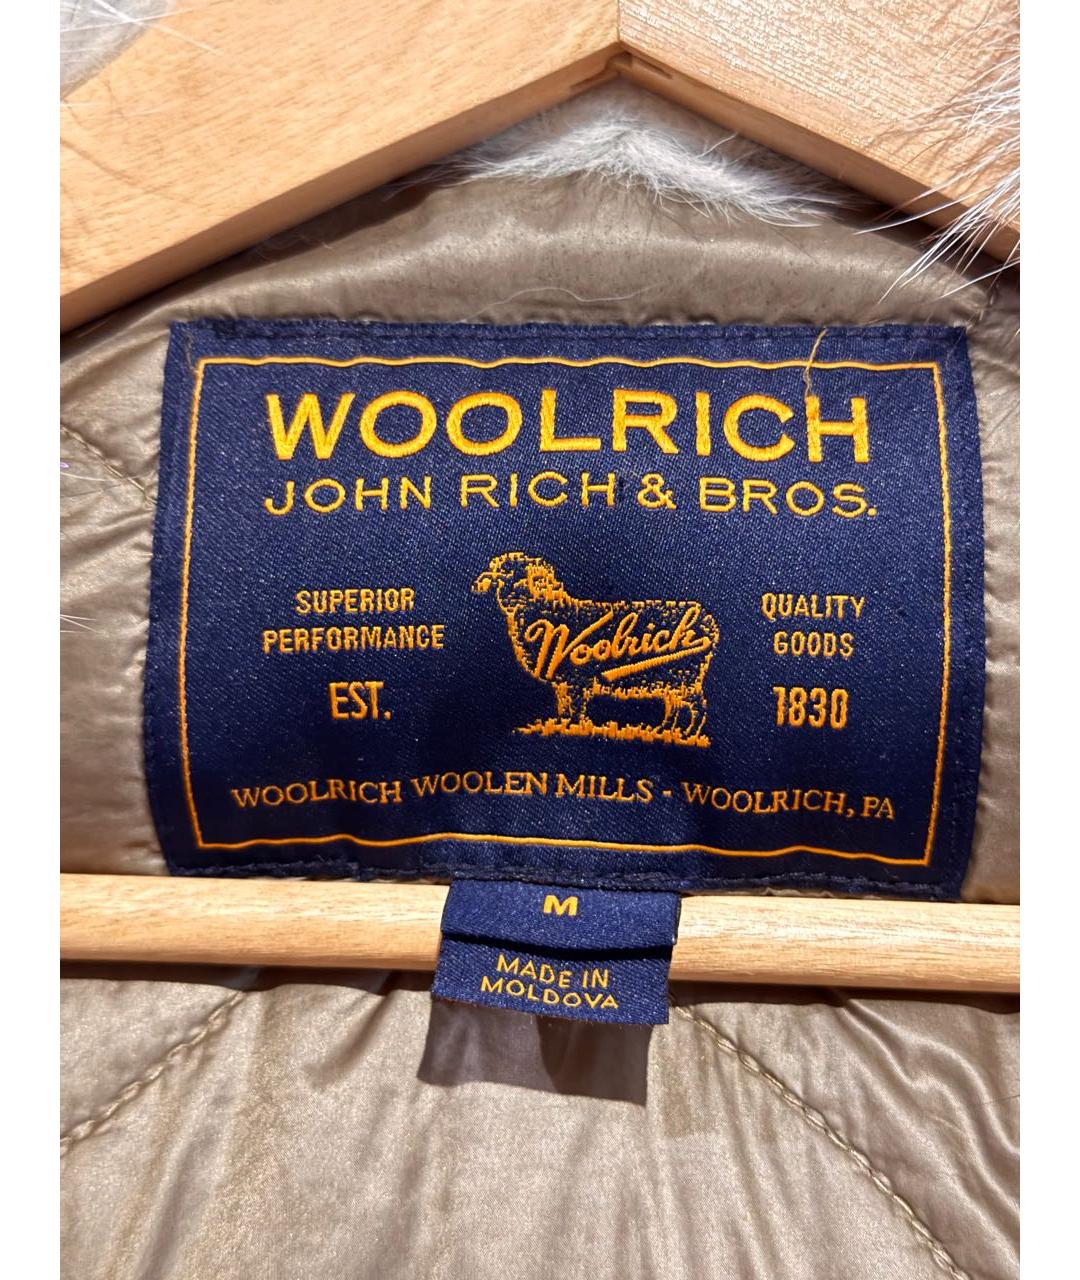 WOOLRICH
JOHN RICH & BROS.
SUPERIOR
PERFORMANCE
EST.
Woolrich
QUALITY
GOODS
1830
WOOLRICH WOOLEN MILLS - WOOLRICH, PA
M
MADE IN
MOLDOVA